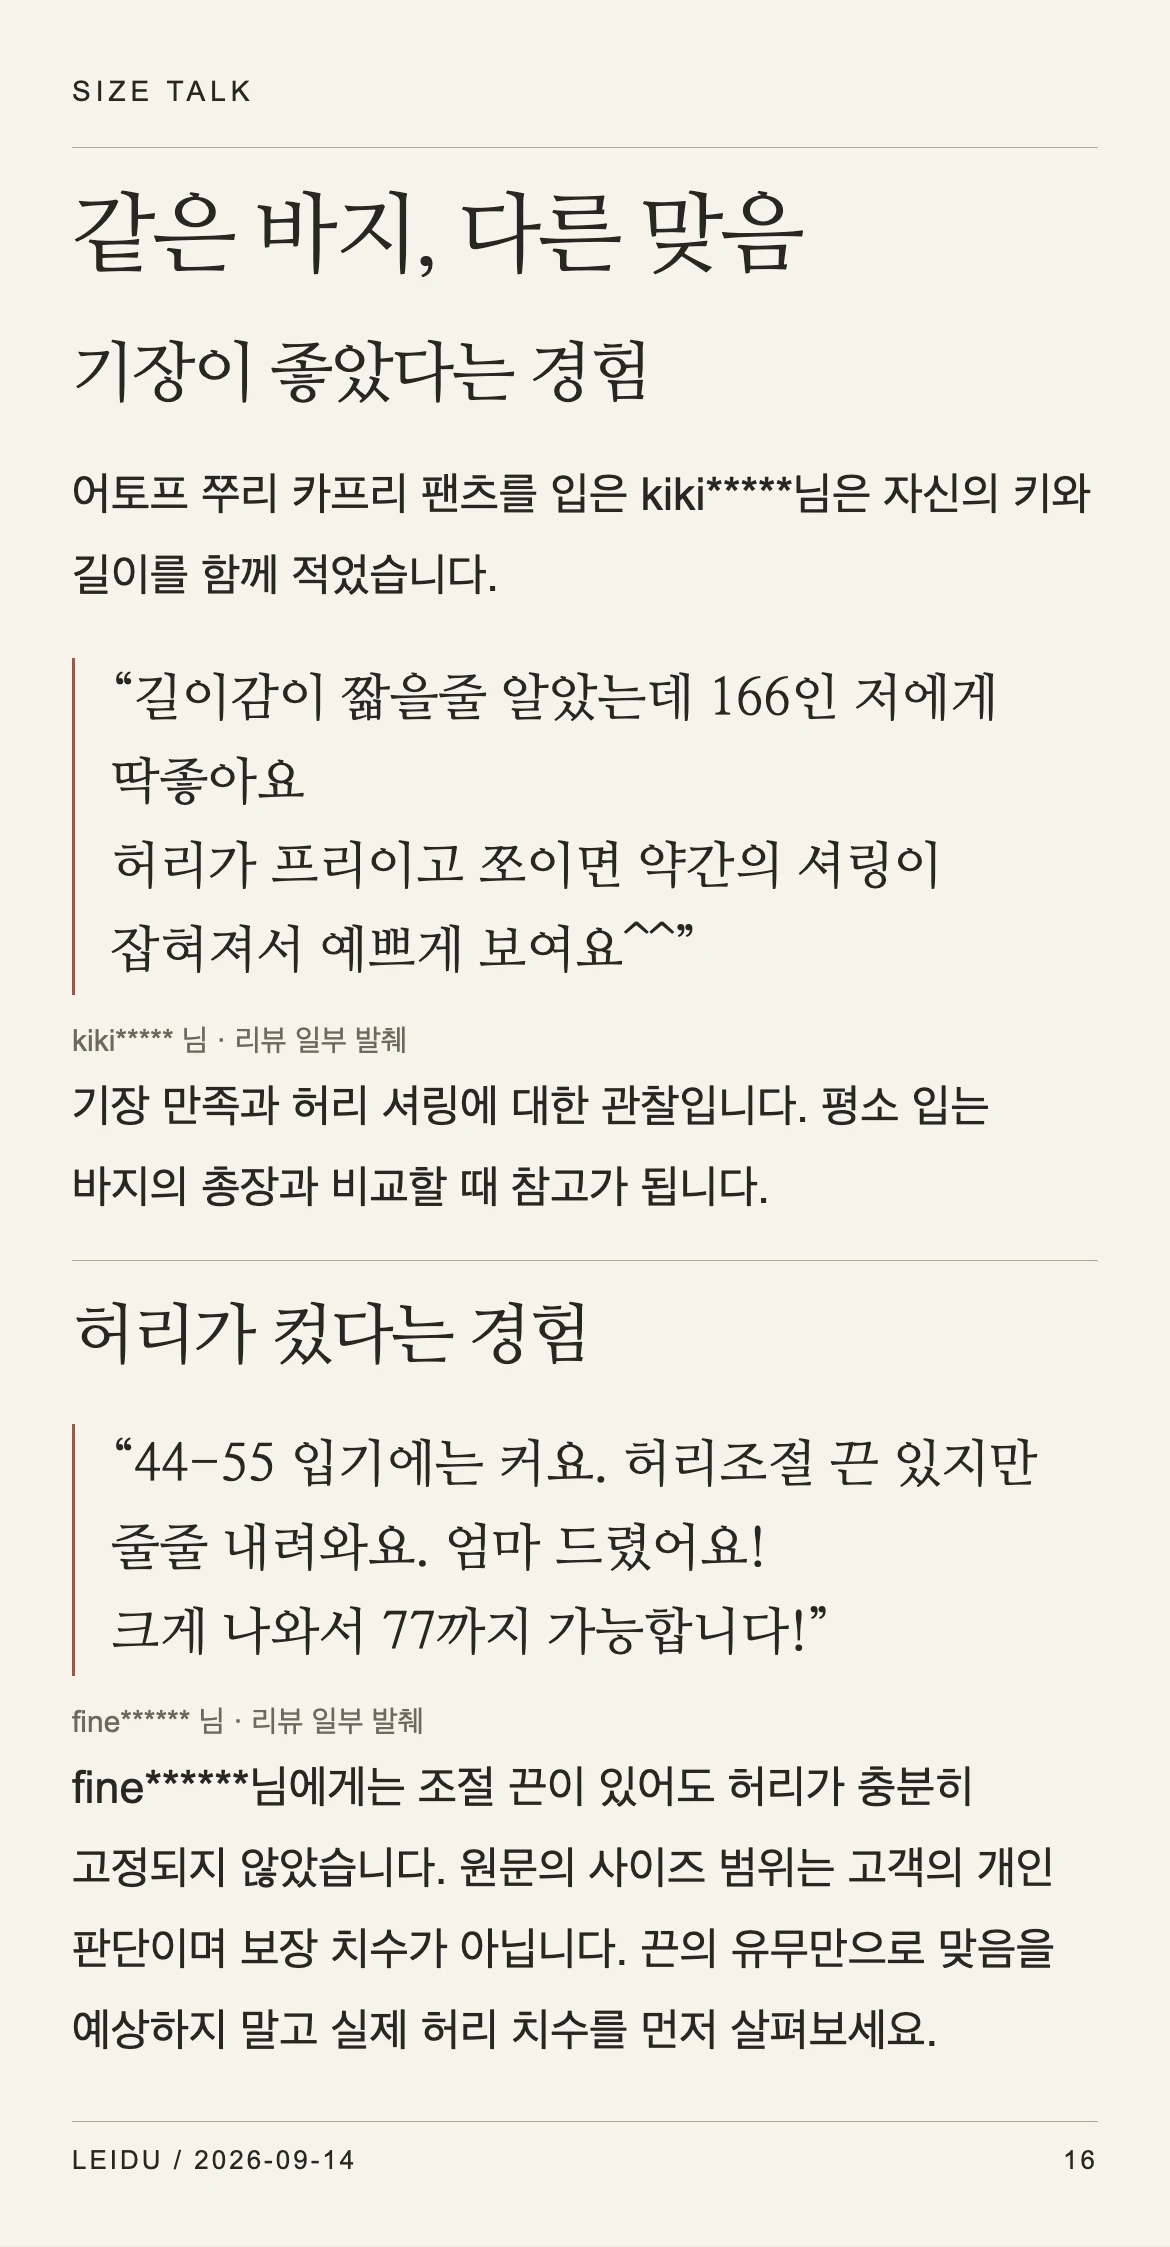 SIZE TALK
같은 바지, 다른 맞음
기장이 좋았다는 경험
어토프 쭈리 카프리 팬츠를 입은 kiki*****님은 자신의 키와
길이를 함께 적었습니다.
“길이감이 짧을줄 알았는데 166인 저에게
딱좋아요
허리가 프리이고 쪼이면 약간의 셔링이
잡혀져서 예쁘게 보여요^^”
kiki***** 님 · 리뷰 일부 발췌
기장 만족과 허리 셔링에 대한 관찰입니다. 평소 입는
바지의 총장과 비교할 때 참고가 됩니다.
허리가 컸다는 경험
“44-55 입기에는 커요. 허리조절 끈 있지만
줄줄 내려와요. 엄마 드렸어요!
크게 나와서 77까지 가능합니다!”
fine****** 님 · 리뷰 일부 발췌
fine******님에게는 조절 끈이 있어도 허리가 충분히
고정되지 않았습니다. 원문의 사이즈 범위는 고객의 개인
판단이며 보장 치수가 아닙니다. 끈의 유무만으로 맞음을
예상하지 말고 실제 허리 치수를 먼저 살펴보세요.
LEIDU / 2026-09-14
16